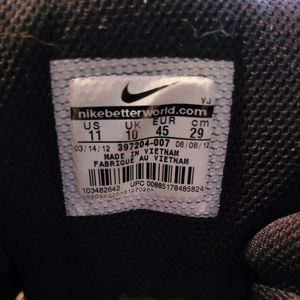 VJ
nikebetterworld.com
US UK EUR cm
11 10 45 29
03/14/12 397204-007 06/08/12
MADE IN VIETNAM
FABRIQUE AU VIETNAM
103482642 UPC 00885178485824